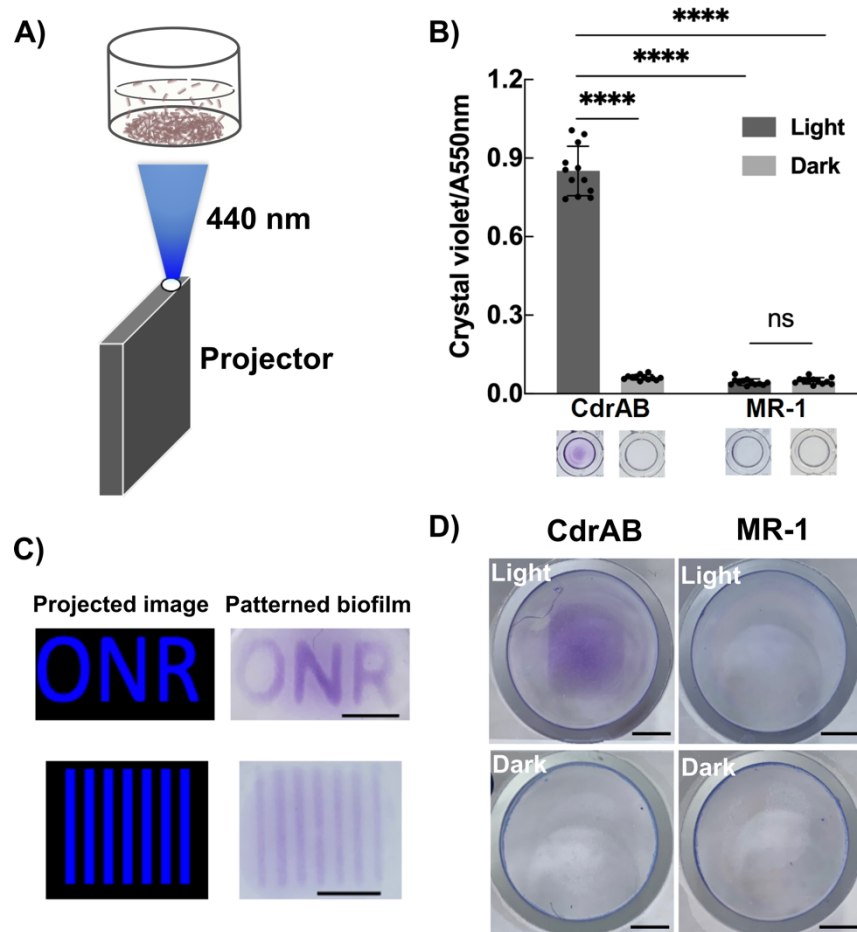 A)
440 nm
Projector
B)
****
****
****
Crystal violet/A550nm
1.2
0.9
0.6
0.3
0.0
Light
Dark
ns
CdrAB MR-1
C)
Projected image Patterned biofilm
ONR ONR
D)
CdrAB MR-1
Light Light
Dark Dark